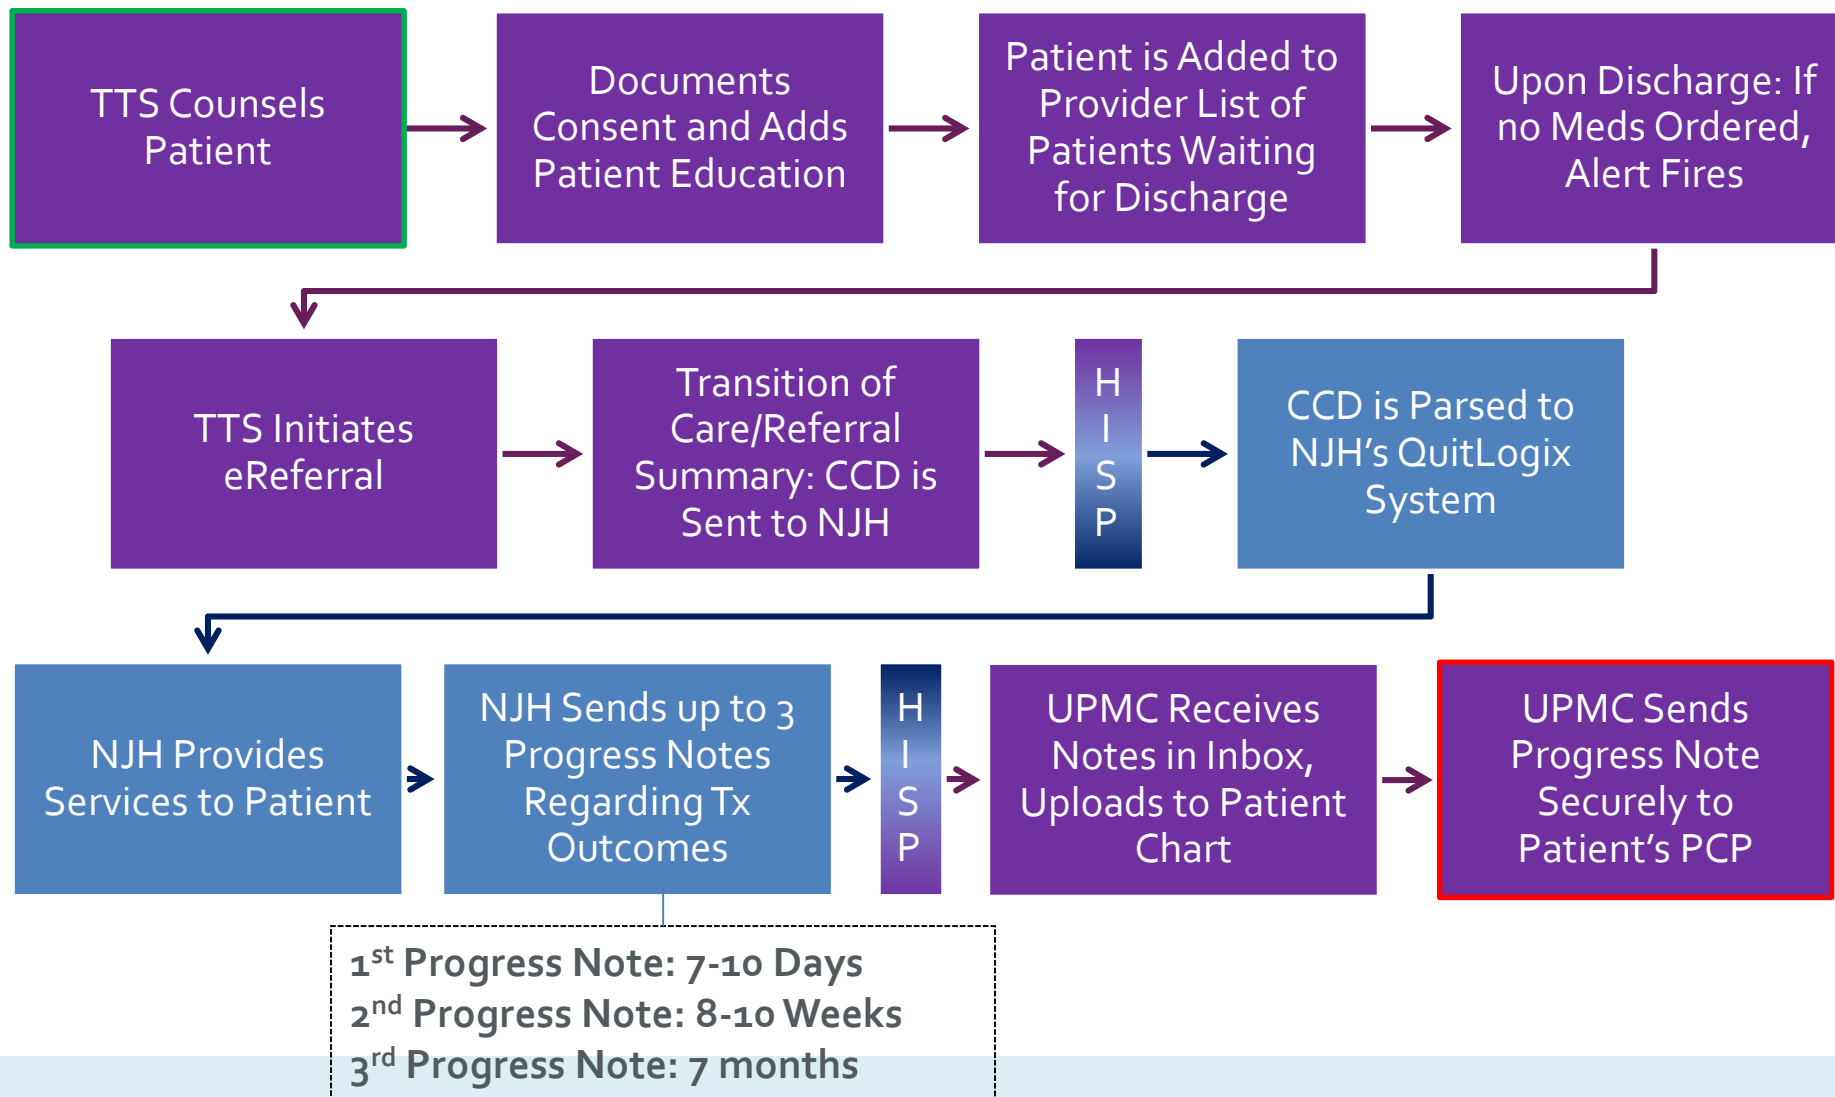 TTS Counsels
Patient
Documents
Consent and Adds
Patient Education
Patient is Added to
Provider List of
Patients Waiting
for Discharge
Upon Discharge: If
no Meds Ordered,
Alert Fires
TTS Initiates
eReferral
Transition of
Care/Referral
Summary: CCD is
Sent to NJH
H
I
S
P
CCD is Parsed to
NJH’s QuitLogix
System
NJH Provides
Services to Patient
NJH Sends up to 3
Progress Notes
Regarding Tx
Outcomes
H
I
S
P
UPMC Receives
Notes in Inbox,
Uploads to Patient
Chart
UPMC Sends
Progress Note
Securely to
Patient’s PCP
1st Progress Note: 7-10 Days
2nd Progress Note: 8-10 Weeks
3rd Progress Note: 7 months